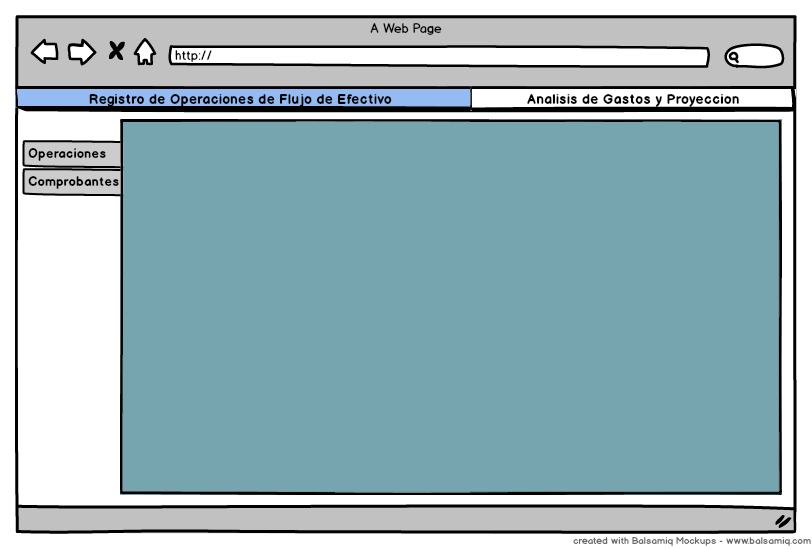 A Web Page
http://
Registro de Operaciones de Flujo de Efectivo
Analisis de Gastos y Proyeccion
Operaciones
Comprobantes
created with Balsamiq Mockups - www.balsamiq.com